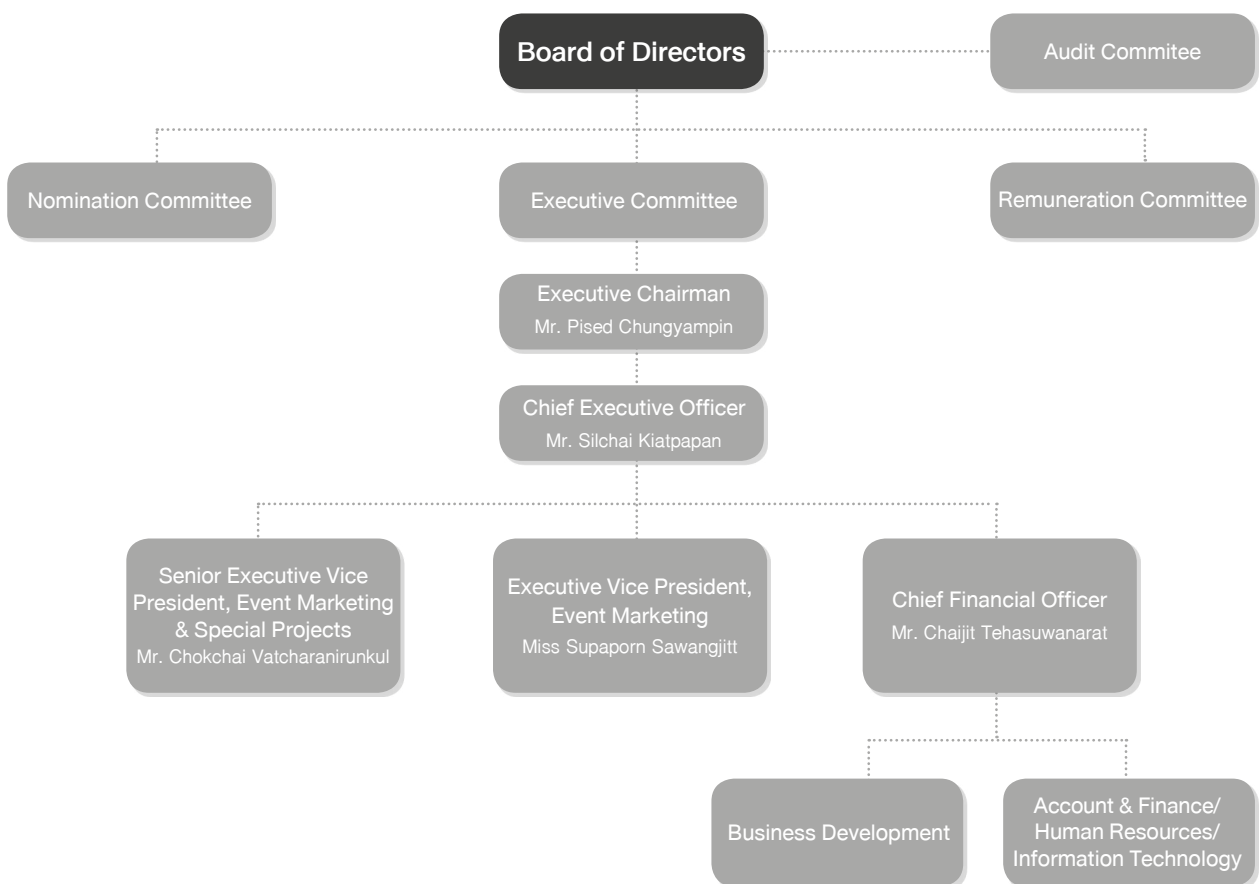 Board of Directors
Audit Commitee
Nomination Committee
Executive Committee
Remuneration Committee
Executive Chairman
Mr. Pised Chungyampin
Chief Executive Officer
Mr. Silchai Kiatpapan
Senior Executive Vice
President, Event Marketing
& Special Projects
Mr. Chokchai Vatcharanirunkul
Executive Vice President,
Event Marketing
Miss Supaporn Sawangjitt
Chief Financial Officer
Mr. Chaijit Tehasuwanarat
Business Development
Account & Finance/
Human Resources/
Information Technology